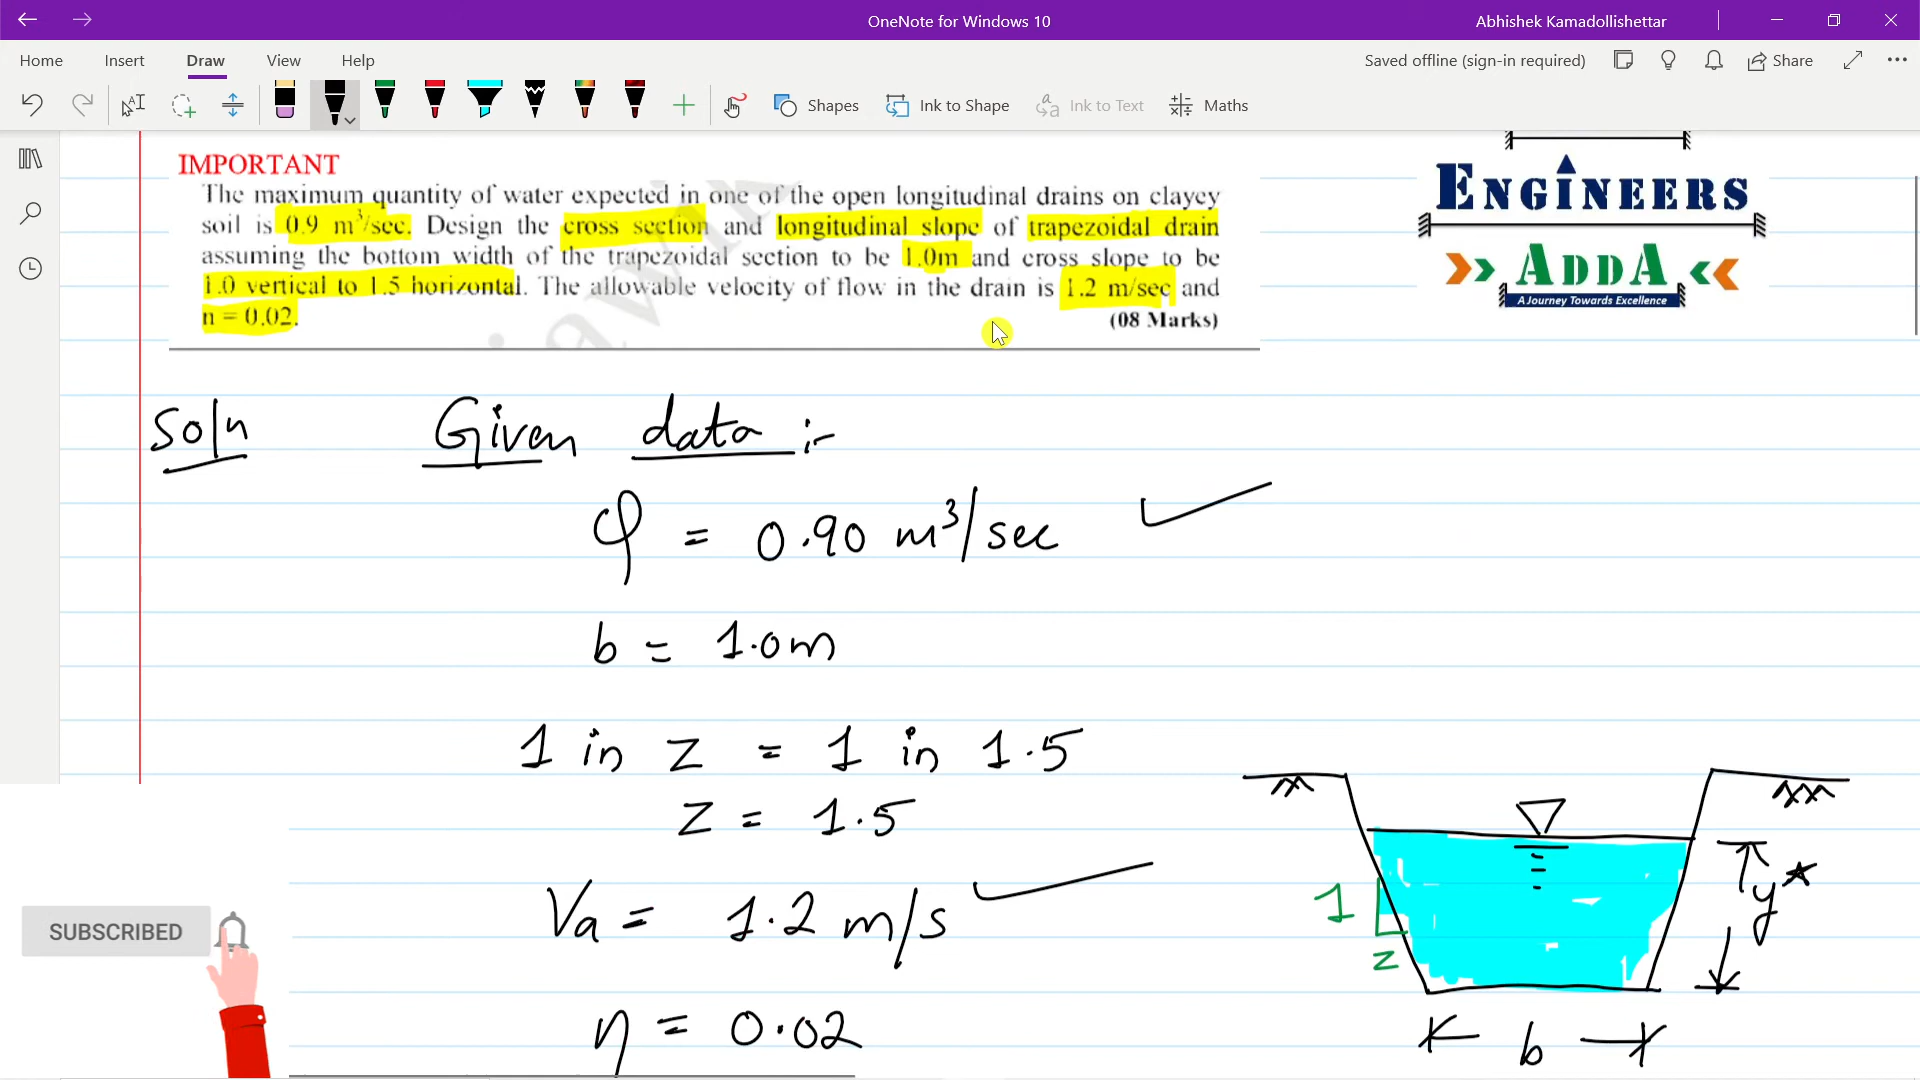 OneNote for Windows 10
Abhishek Kamadollishettar
Home Insert Draw View Help
Saved offline (sign-in required)
Share
Shapes
Ink to Shape
Ink to Text
Maths
IMPORTANT
The maximum quantity of water expected in one of the open longitudinal drains on clayey
soil is 0.9 m³/sec. Design the cross section and longitudinal slope of trapezoidal drain
assuming the bottom width of the trapezoidal section to be 1.0m and cross slope to be
1.0 vertical to 1.5 horizontal. The allowable velocity of flow in the drain is 1.2 m/sec and
n = 0.02.
(08 Marks)
ENGINEERS
ADDA
A Journey Towards Excellence
Soln
Given data :-
Q = 0.90 m³/sec
b = 1.0m
1 in z = 1 in 1.5
z = 1.5
Va = 1.2 m/s
η = 0.02
1
z
y*
b
SUBSCRIBED